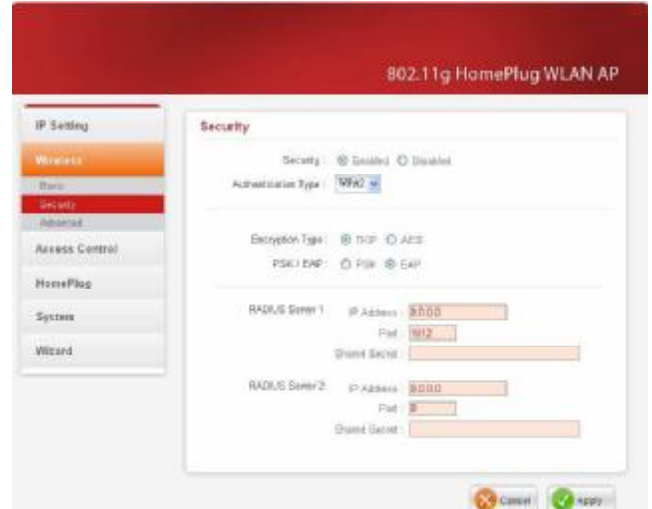 802.11g HomePlug WLAN AP
IP Setting
Wireless
Basic
Security
Advanced
Access Control
HomePlug
System
Wizard
Security
Security : Enabled Disabled
Authentication Type : WPA2
Encryption Type : TKIP AES
PSK / EAP : PSK EAP
RADIUS Server 1 IP Address : 0.0.0.0
Port : 1812
Shared Secret :
RADIUS Server 2 IP Address : 0.0.0.0
Port : 0
Shared Secret :
Cancel Apply